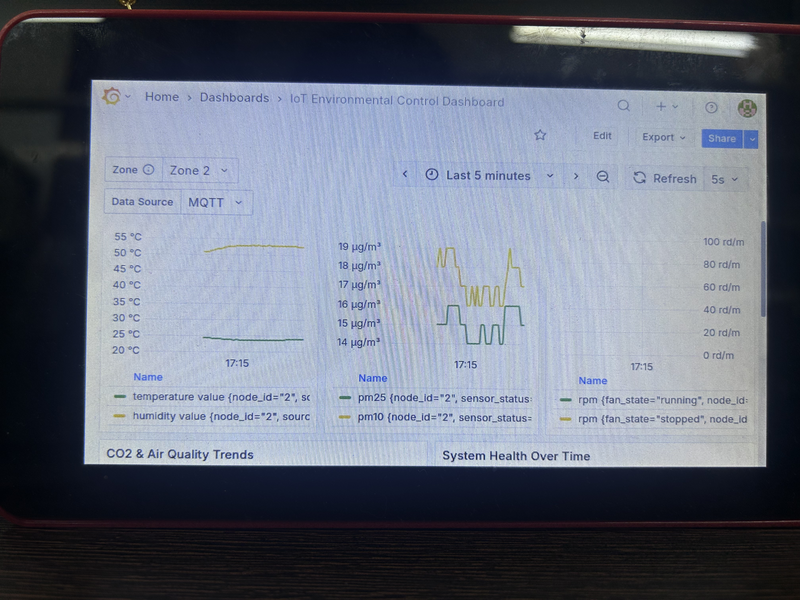 Home > Dashboards > IoT Environmental Control Dashboard
Edit
Export
Share
Zone
Zone 2
Last 5 minutes
Refresh
5s
Data Source
MQTT
55 °C
50 °C
45 °C
40 °C
35 °C
30 °C
25 °C
20 °C
17:15
Name
temperature value {node_id="2", sc
humidity value {node_id="2", sourc
19 µg/m³
18 µg/m³
17 µg/m³
16 µg/m³
15 µg/m³
14 µg/m³
17:15
Name
pm25 {node_id="2", sensor_status:
pm10 {node_id="2", sensor_status=
100 rd/m
80 rd/m
60 rd/m
40 rd/m
20 rd/m
0 rd/m
17:15
Name
rpm {fan_state="running", node_id:
rpm {fan_state="stopped", node_id
CO2 & Air Quality Trends
System Health Over Time